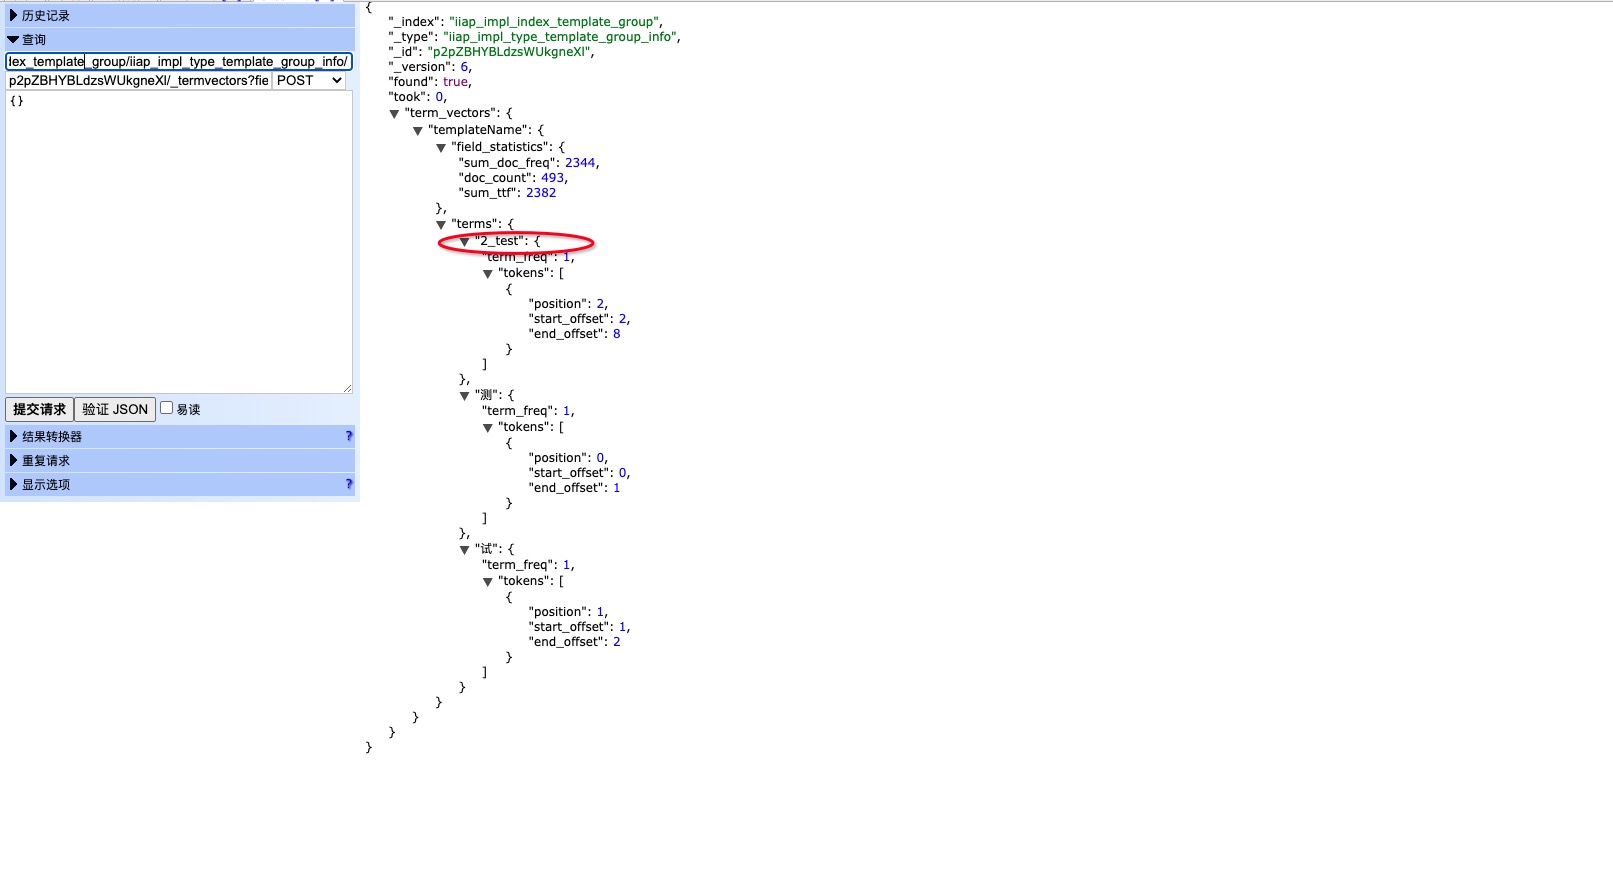 历史记录
查询
dex_template_group/iiap_impl_type_template_group_info/
p2pZBHYBLdzsWUkgneXl/_termvectors?fie POST
{}
提交请求 验证 JSON 易读
结果转换器 ?
重复请求
显示选项 ?
{
"_index": "iiap_impl_index_template_group",
"_type": "iiap_impl_type_template_group_info",
"_id": "p2pZBHYBLdzsWUkgneXl",
"_version": 6,
"found": true,
"took": 0,
"term_vectors": {
"templateName": {
"field_statistics": {
"sum_doc_freq": 2344,
"doc_count": 493,
"sum_ttf": 2382
},
"terms": {
"2_test": {
"term_freq": 1,
"tokens": [
{
"position": 2,
"start_offset": 2,
"end_offset": 8
}
]
},
"测": {
"term_freq": 1,
"tokens": [
{
"position": 0,
"start_offset": 0,
"end_offset": 1
}
]
},
"试": {
"term_freq": 1,
"tokens": [
{
"position": 1,
"start_offset": 1,
"end_offset": 2
}
]
}
}
}
}
}